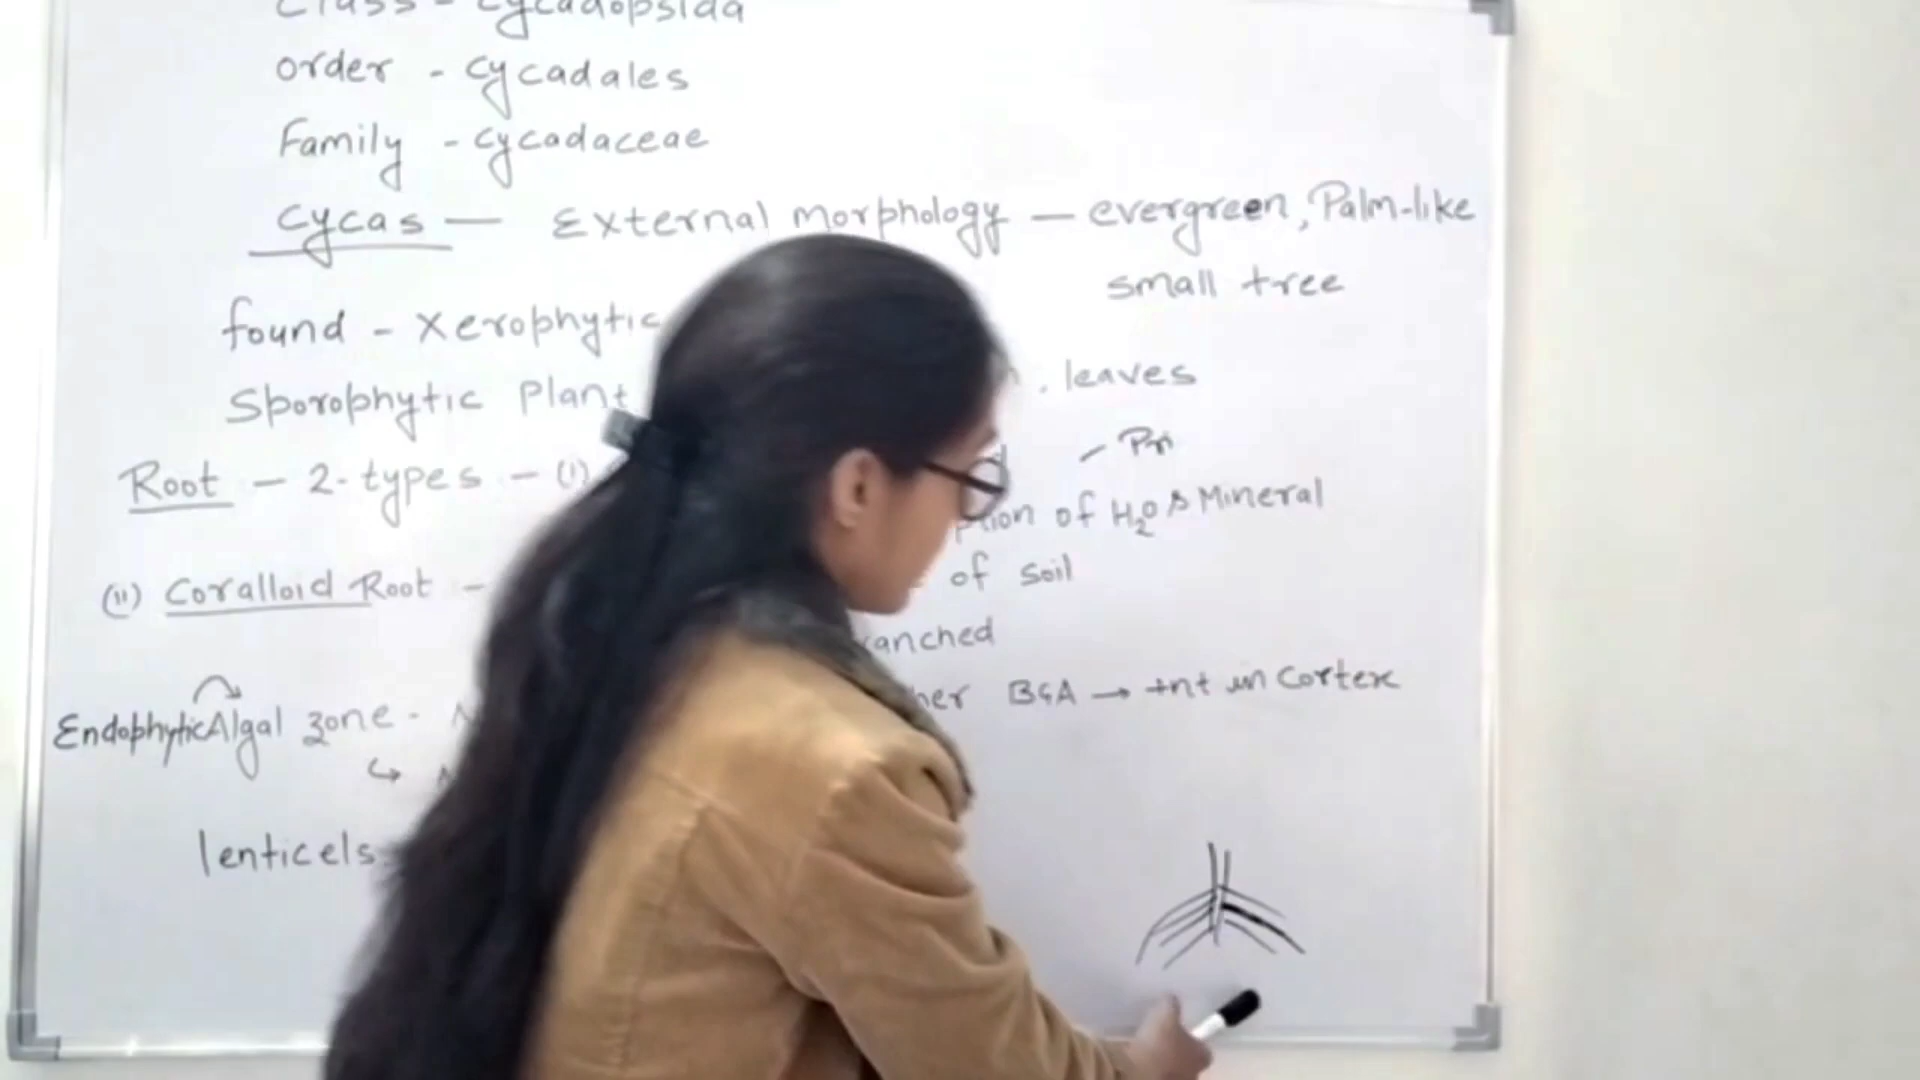 Class - Cycadopsida
order - Cycadales
Family - Cycadaceae
Cycas — External morphology — evergreen, Palm-like
small tree
found - Xerophytic
Sporophytic Plant . leaves
Root - 2-types - (i) - Pri
tion of H2O & Mineral
(ii) Coralloid Root - of soil
ranched
Endophytic Algal zone - her BGA → +nt in Cortex
↳
lenticels